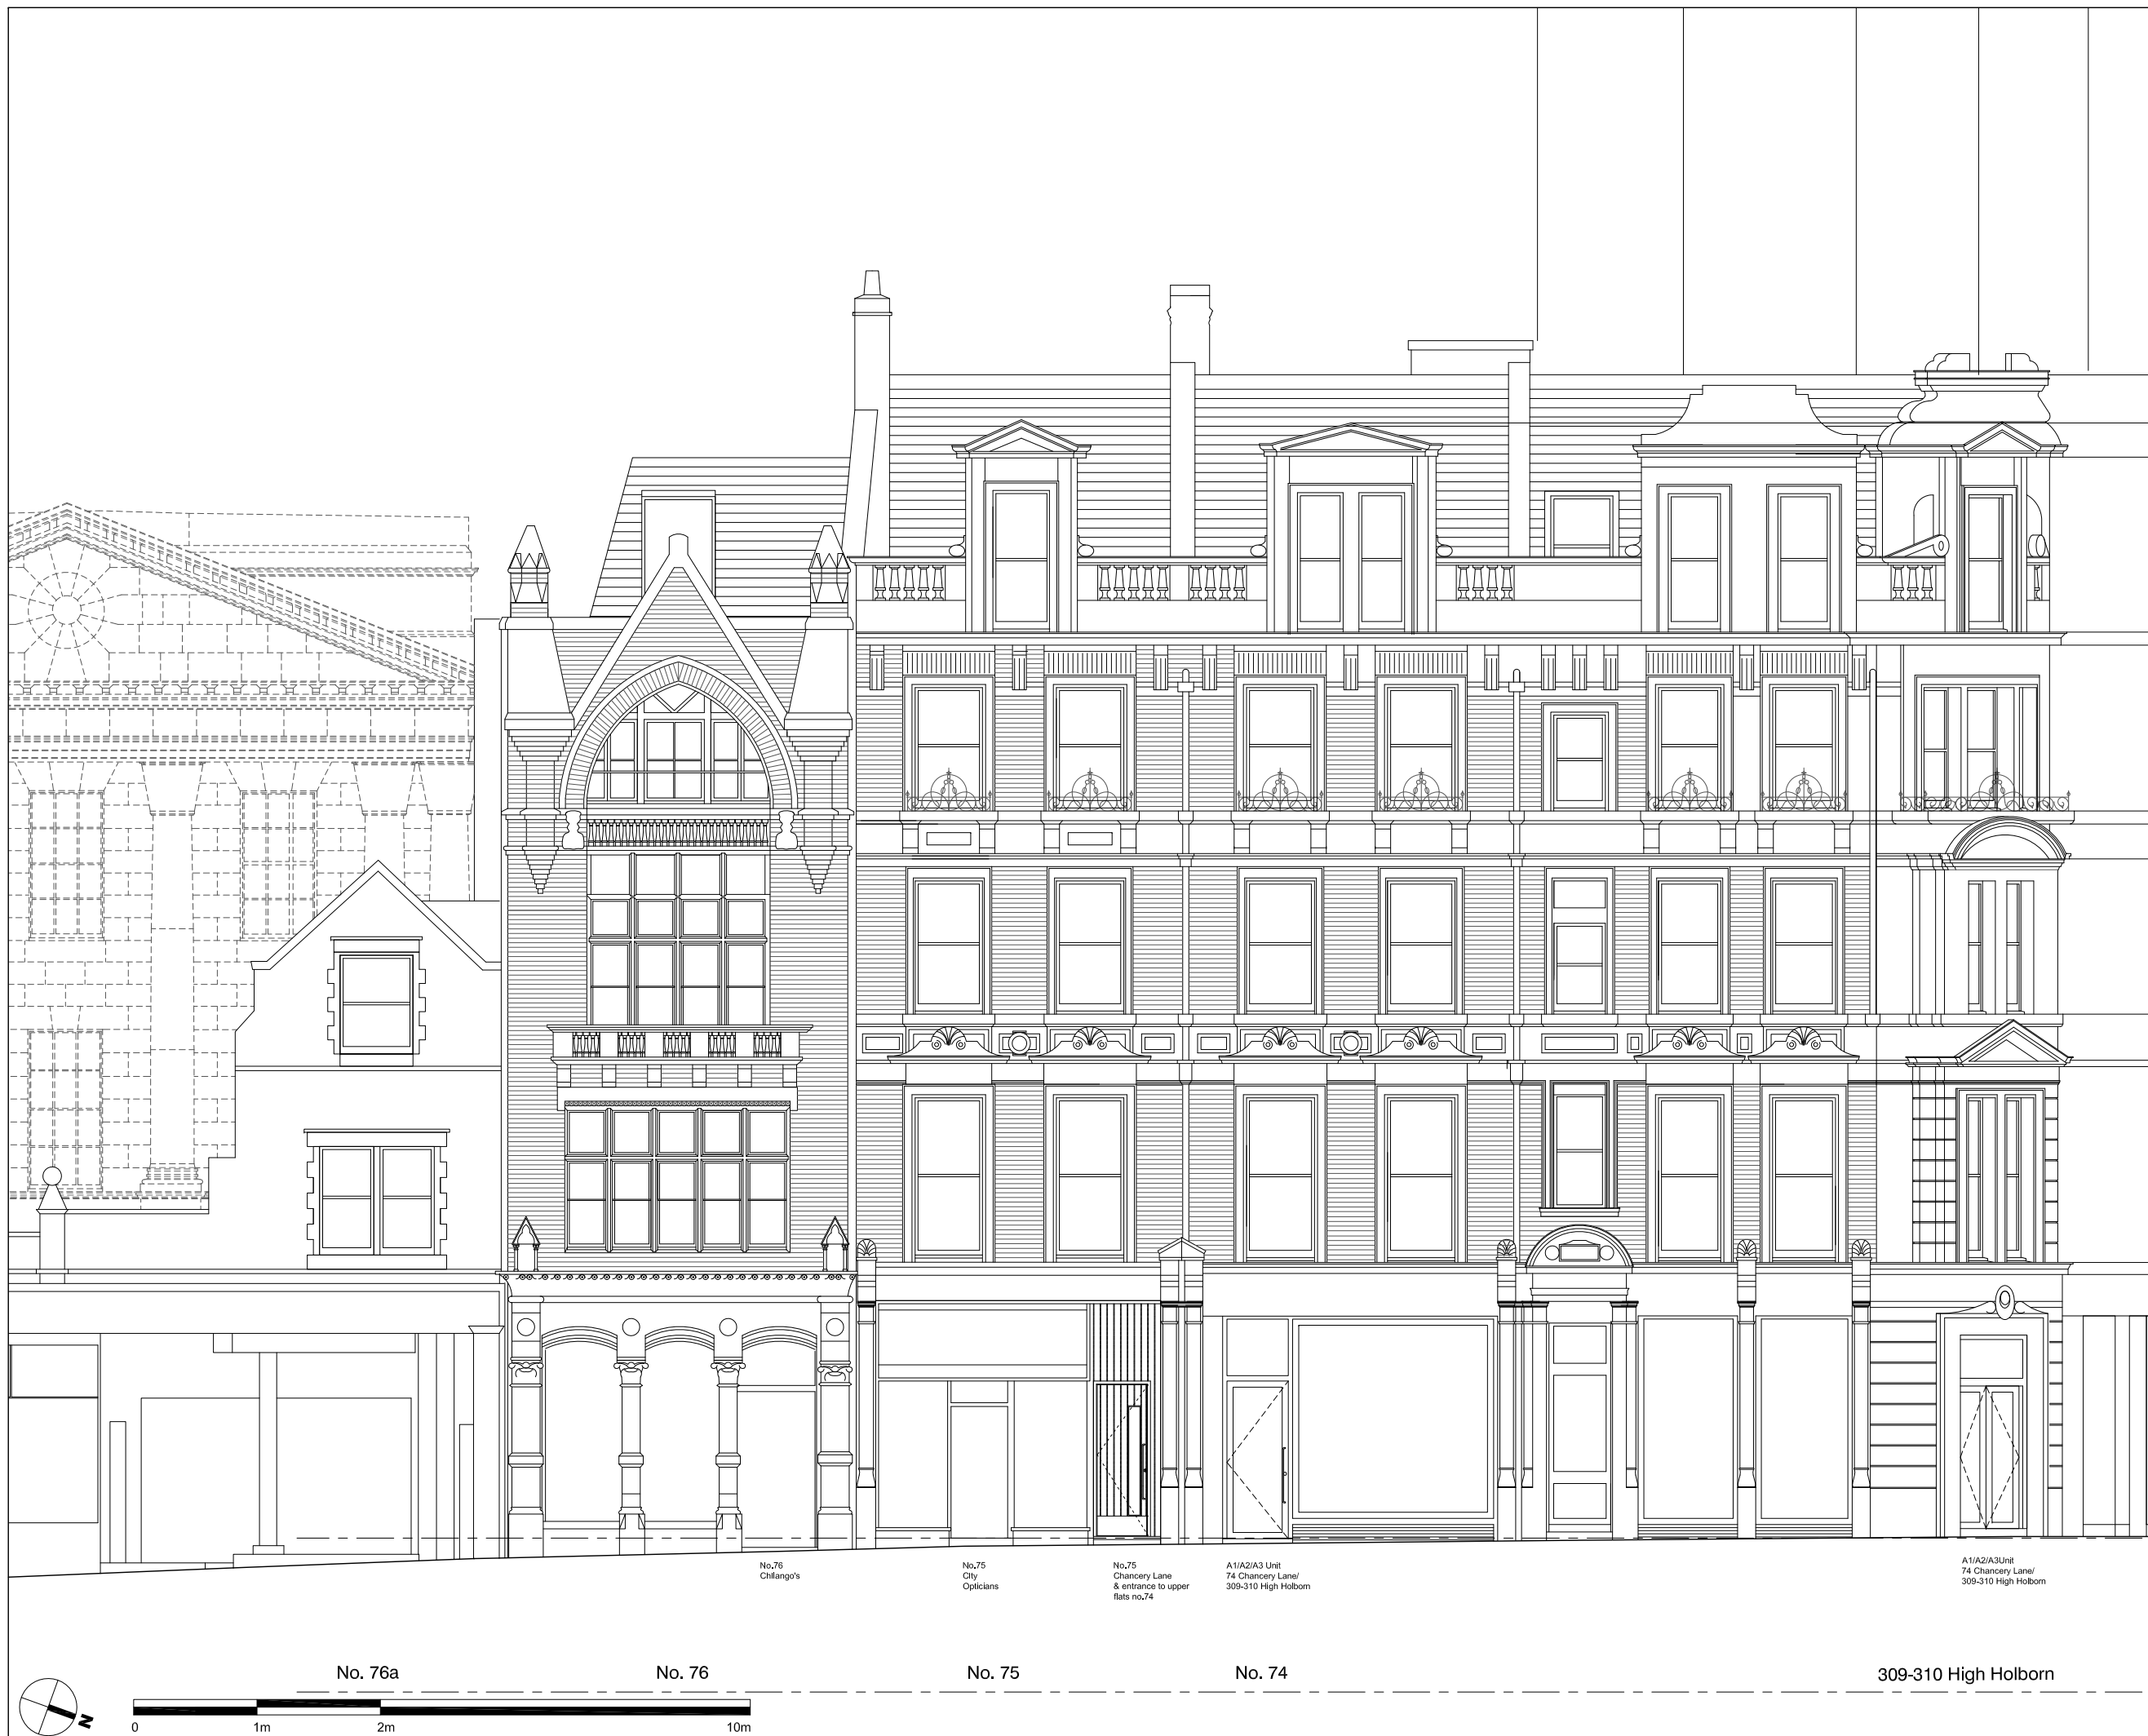 No.76
Chilango's
No.75
City
Opticians
No.75
Chancery Lane
& entrance to upper
flats no.74
A1/A2/A3 Unit
74 Chancery Lane/
309-310 High Holborn
A1/A2/A3Unit
74 Chancery Lane/
309-310 High Holborn
No. 76a
No. 76
No. 75
No. 74
309-310 High Holborn
N
0
1m
2m
10m